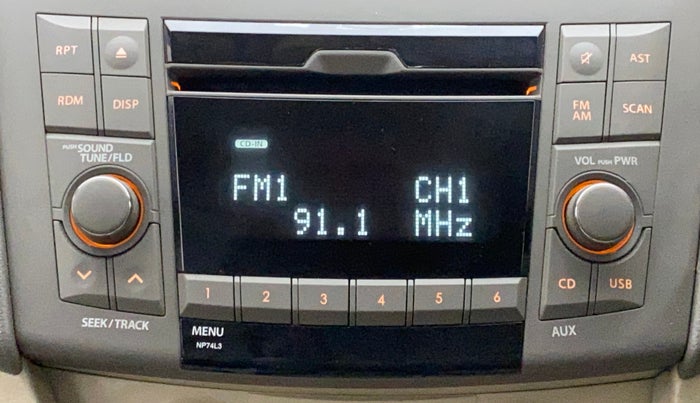 RPT
AST
RDM
DISP
FM
AM
SCAN
CD-IN
PUSH SOUND
TUNE/FLD
VOL PUSH PWR
FM1 CH1
91.1 MHz
CD
USB
1 2 3 4 5 6
SEEK/TRACK
MENU
AUX
NP74L3